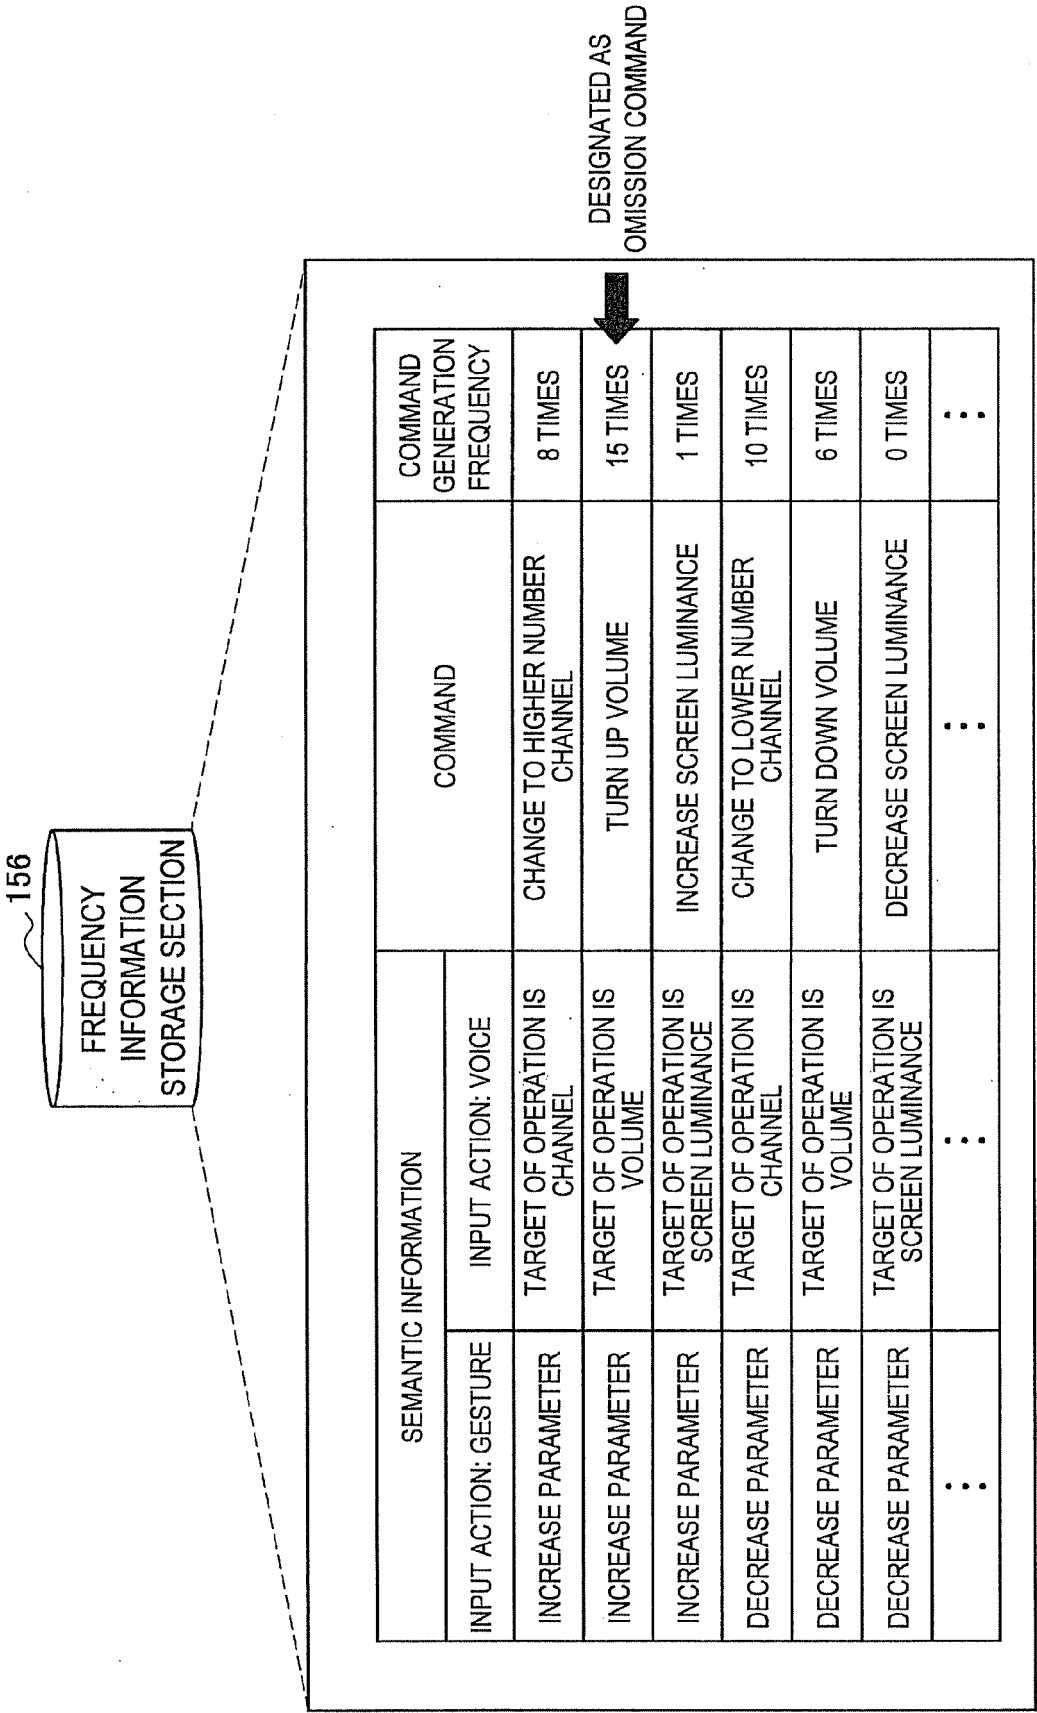 156
FREQUENCY
INFORMATION
STORAGE SECTION
SEMANTIC INFORMATION
COMMAND
COMMAND
GENERATION
FREQUENCY
INPUT ACTION: GESTURE
INPUT ACTION: VOICE
INCREASE PARAMETER
TARGET OF OPERATION IS
CHANNEL
CHANGE TO HIGHER NUMBER
CHANNEL
8 TIMES
INCREASE PARAMETER
TARGET OF OPERATION IS
VOLUME
TURN UP VOLUME
15 TIMES
DESIGNATED AS
OMISSION COMMAND
INCREASE PARAMETER
TARGET OF OPERATION IS
SCREEN LUMINANCE
INCREASE SCREEN LUMINANCE
1 TIMES
DECREASE PARAMETER
TARGET OF OPERATION IS
CHANNEL
CHANGE TO LOWER NUMBER
CHANNEL
10 TIMES
DECREASE PARAMETER
TARGET OF OPERATION IS
VOLUME
TURN DOWN VOLUME
6 TIMES
DECREASE PARAMETER
TARGET OF OPERATION IS
SCREEN LUMINANCE
DECREASE SCREEN LUMINANCE
0 TIMES